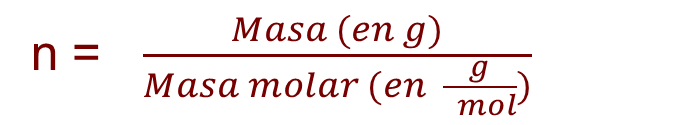 n = Masa (en g)
Masa molar (en g
mol)